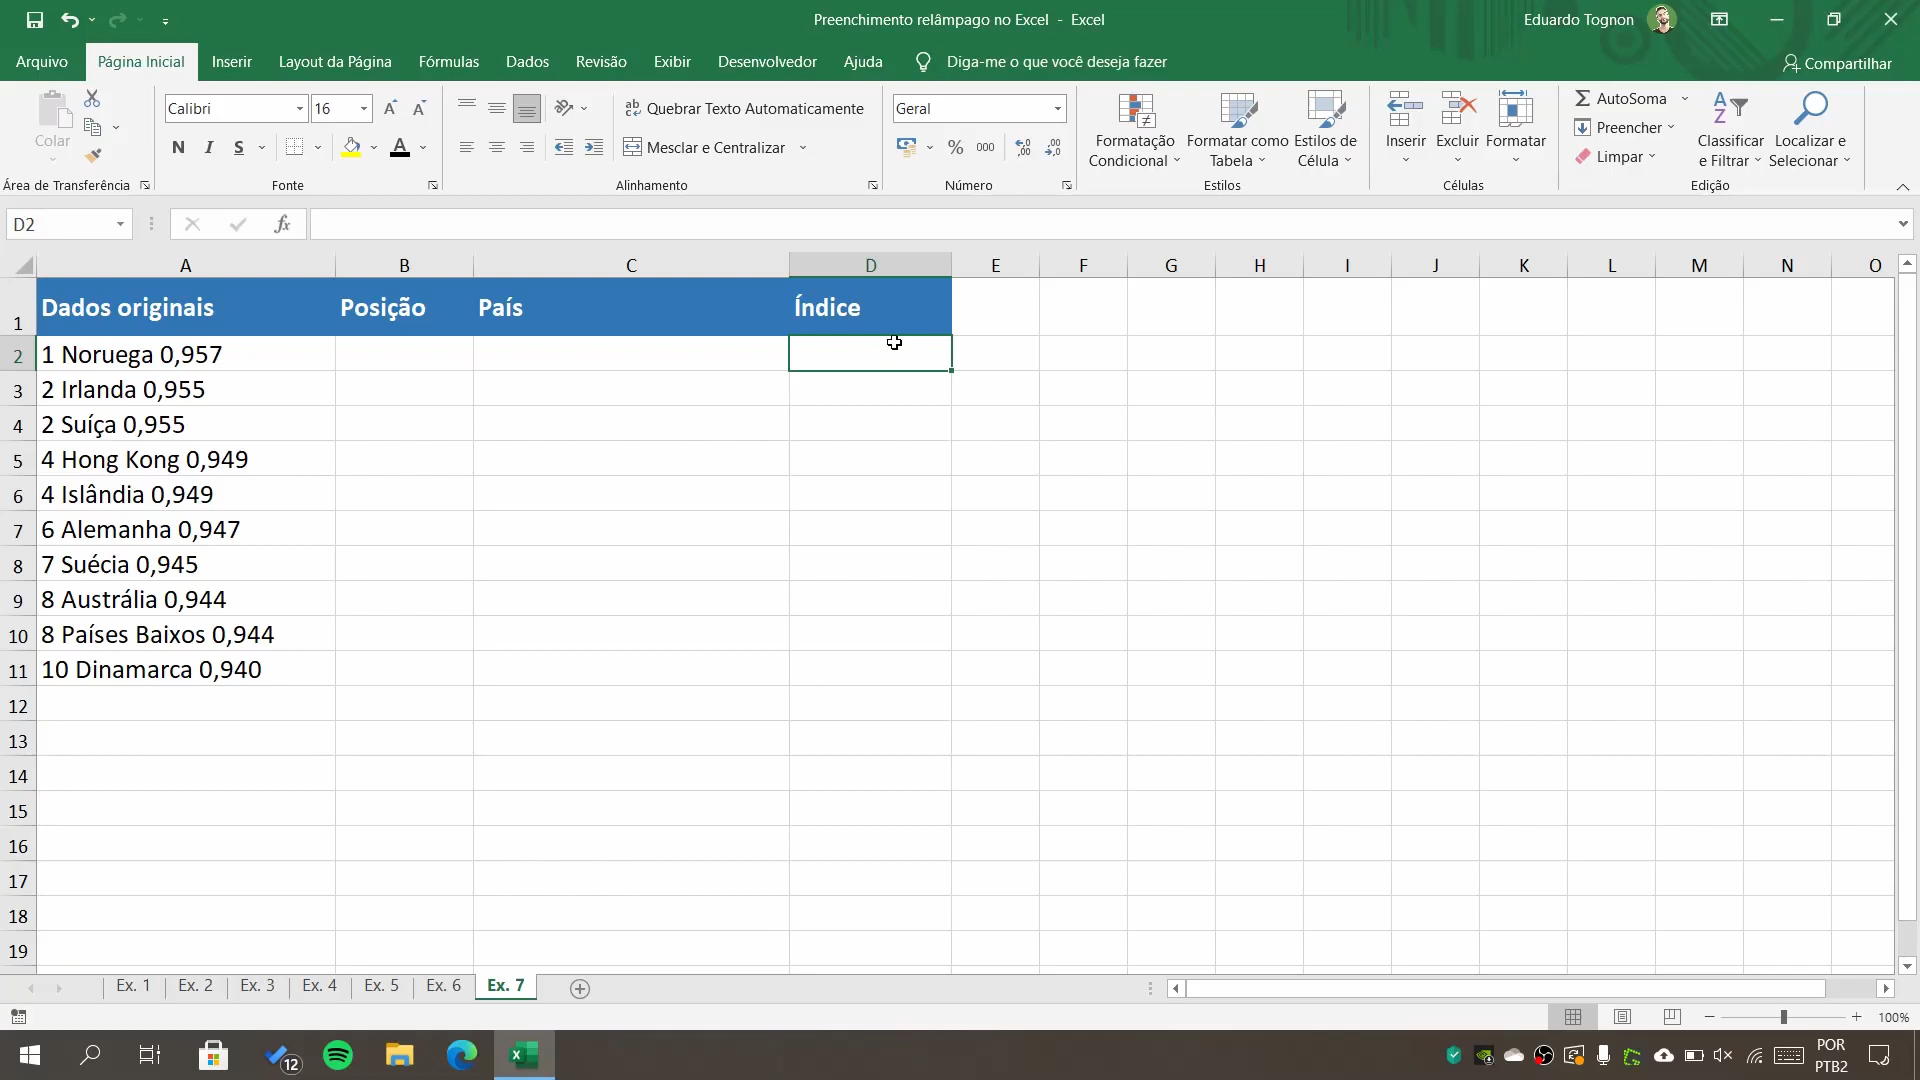 Preenchimento relâmpago no Excel - Excel
Eduardo Tognon
Arquivo Página Inicial Inserir Layout da Página Fórmulas Dados Revisão Exibir Desenvolvedor Ajuda Diga-me o que você deseja fazer Compartilhar
Colar
Área de Transferência
Calibri 16
N I S A
Fonte
ab Quebrar Texto Automaticamente
Mesclar e Centralizar
Alinhamento
Geral
% 000
Número
Formatação Condicional
Formatar como Tabela
Estilos de Célula
Estilos
Inserir Excluir Formatar
Células
AutoSoma
Preencher
Limpar
Classificar e Filtrar
Localizar e Selecionar
Edição
D2 fx
A B C D E F G H I J K L M N O
1 Dados originais Posição País Índice
2 1 Noruega 0,957
3 2 Irlanda 0,955
4 2 Suíça 0,955
5 4 Hong Kong 0,949
6 4 Islândia 0,949
7 6 Alemanha 0,947
8 7 Suécia 0,945
9 8 Austrália 0,944
10 8 Países Baixos 0,944
11 10 Dinamarca 0,940
12
13
14
15
16
17
18
19
Ex. 1 Ex. 2 Ex. 3 Ex. 4 Ex. 5 Ex. 6 Ex. 7
100%
12
POR
PTB2